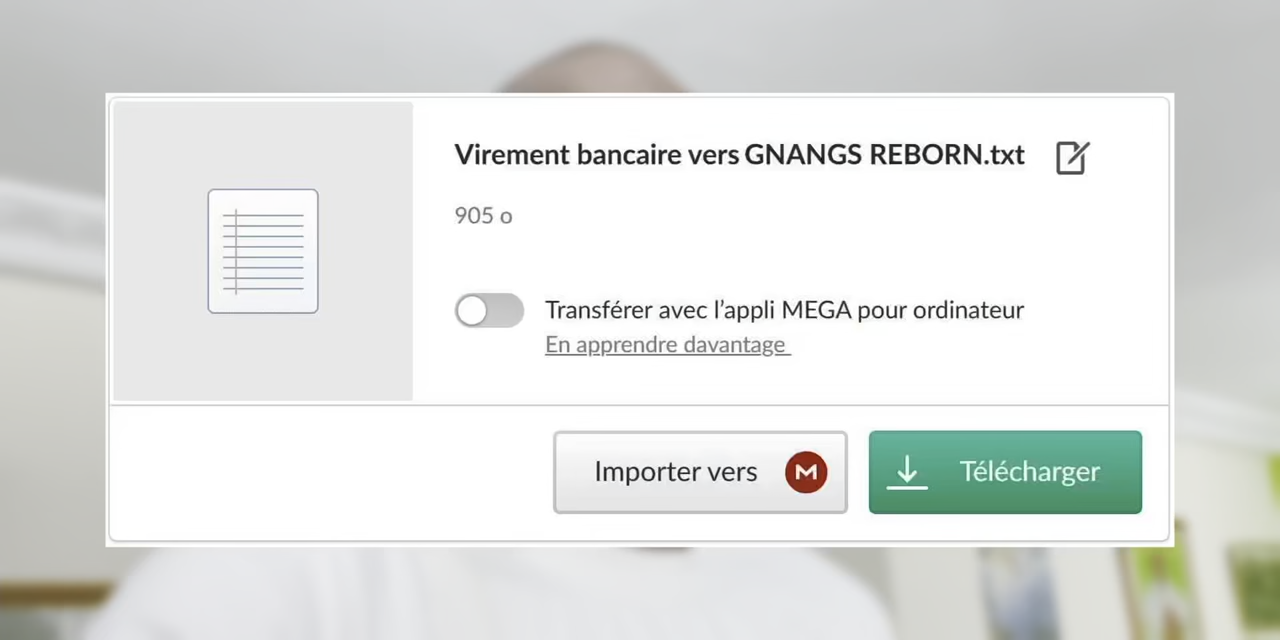 Virement bancaire vers GNANGS REBORN.txt
905 o
Transférer avec l’appli MEGA pour ordinateur
En apprendre davantage
Importer vers M
Télécharger